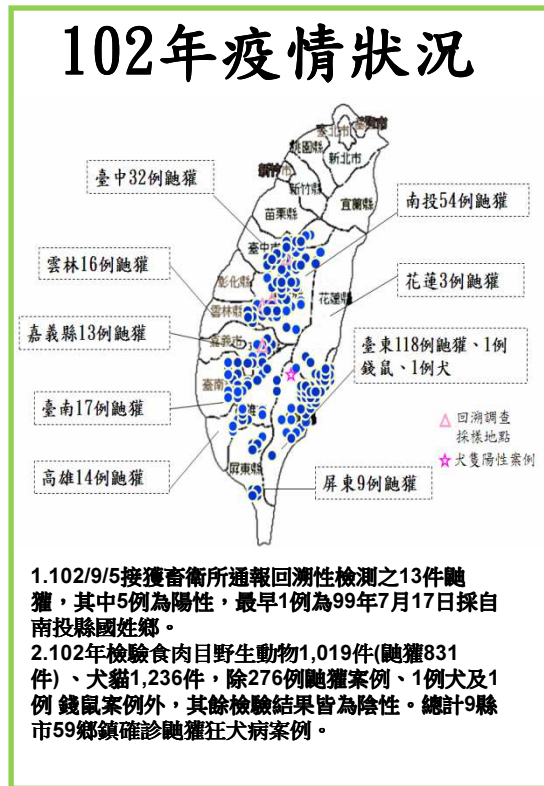 102年疫情狀況
臺北市
桃園縣
新北市
新竹市
新竹縣
宜蘭縣
苗栗縣
臺中32例鼬獾
南投54例鼬獾
臺中市
彰化縣
花蓮縣
雲林16例鼬獾
花蓮3例鼬獾
雲林縣
嘉義縣13例鼬獾
嘉義市
臺東118例鼬獾、1例
錢鼠、1例犬
臺南
臺南17例鼬獾
雄
回溯調查
採樣地點
犬隻陽性案例
高雄14例鼬獾
屏東縣
屏東9例鼬獾
1.102/9/5接獲畜衛所通報回溯性檢測之13件鼬
獾，其中5例為陽性，最早1例為99年7月17日採自
南投縣國姓鄉。
2.102年檢驗食肉目野生動物1,019件(鼬獾831
件) 、犬貓1,236件，除276例鼬獾案例、1例犬及1
例 錢鼠案例外，其餘檢驗結果皆為陰性。總計9縣
市59鄉鎮確診鼬獾狂犬病案例。